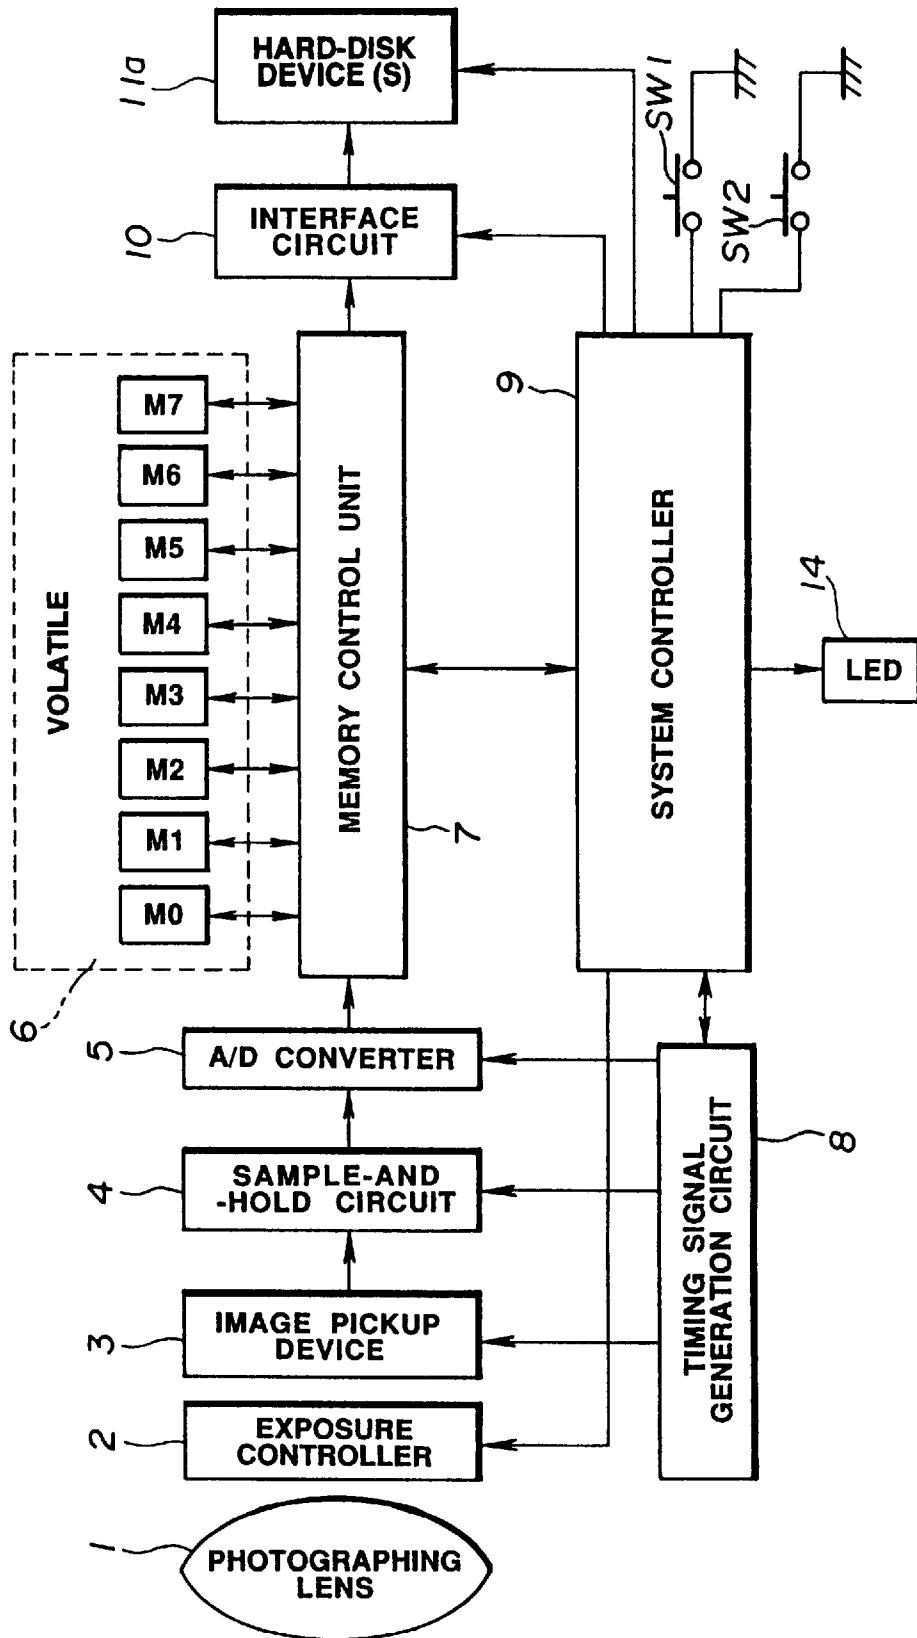 HARD-DISK
DEVICE (S)
11a
INTERFACE
CIRCUIT
10
SW1
SW2
VOLATILE
M7
M6
M5
M4
M3
M2
M1
M0
6
MEMORY CONTROL UNIT
7
SYSTEM CONTROLLER
9
LED
14
A/D CONVERTER
5
SAMPLE-AND
-HOLD CIRCUIT
4
IMAGE PICKUP
DEVICE
3
EXPOSURE
CONTROLLER
2
TIMING SIGNAL
GENERATION CIRCUIT
8
PHOTOGRAPHING
LENS
1